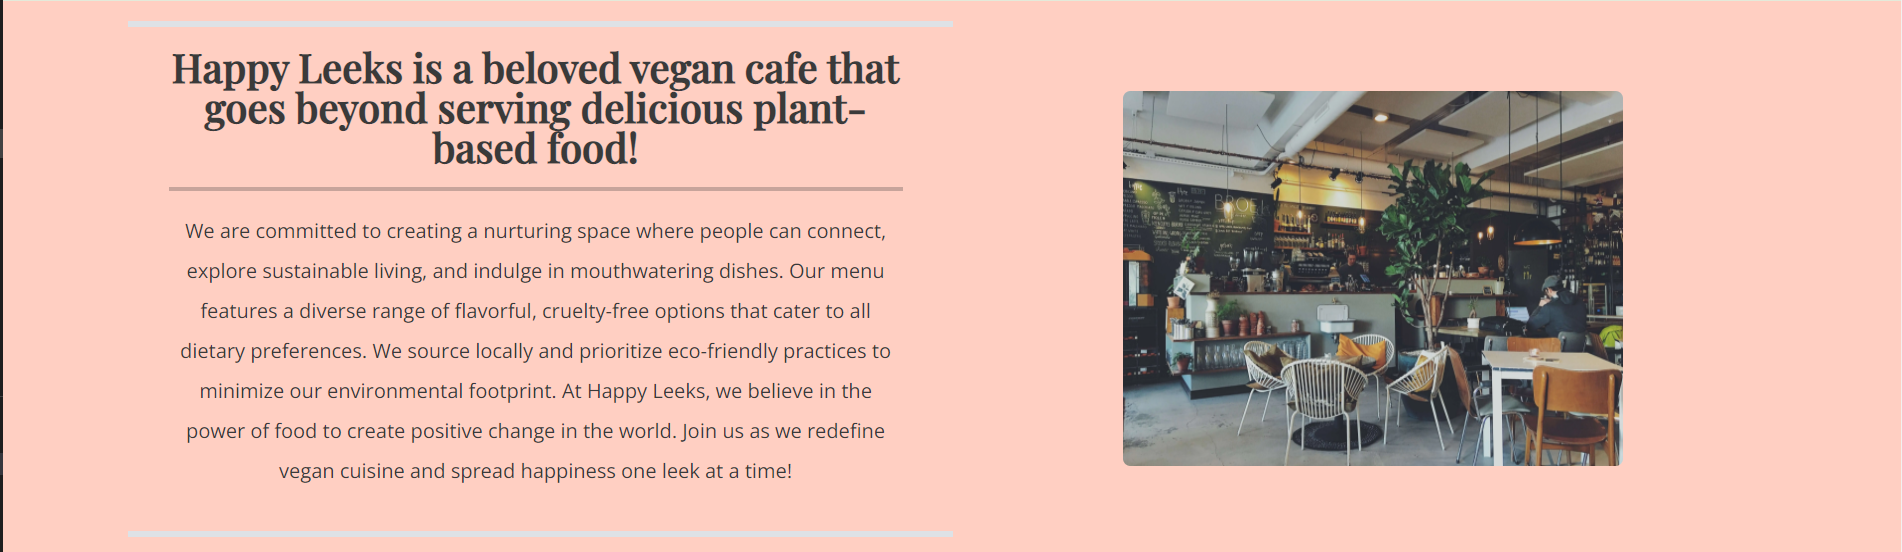 Happy Leeks is a beloved vegan cafe that
goes beyond serving delicious plant-
based food!
We are committed to creating a nurturing space where people can connect,
explore sustainable living, and indulge in mouthwatering dishes. Our menu
features a diverse range of flavorful, cruelty-free options that cater to all
dietary preferences. We source locally and prioritize eco-friendly practices to
minimize our environmental footprint. At Happy Leeks, we believe in the
power of food to create positive change in the world. Join us as we redefine
vegan cuisine and spread happiness one leek at a time!